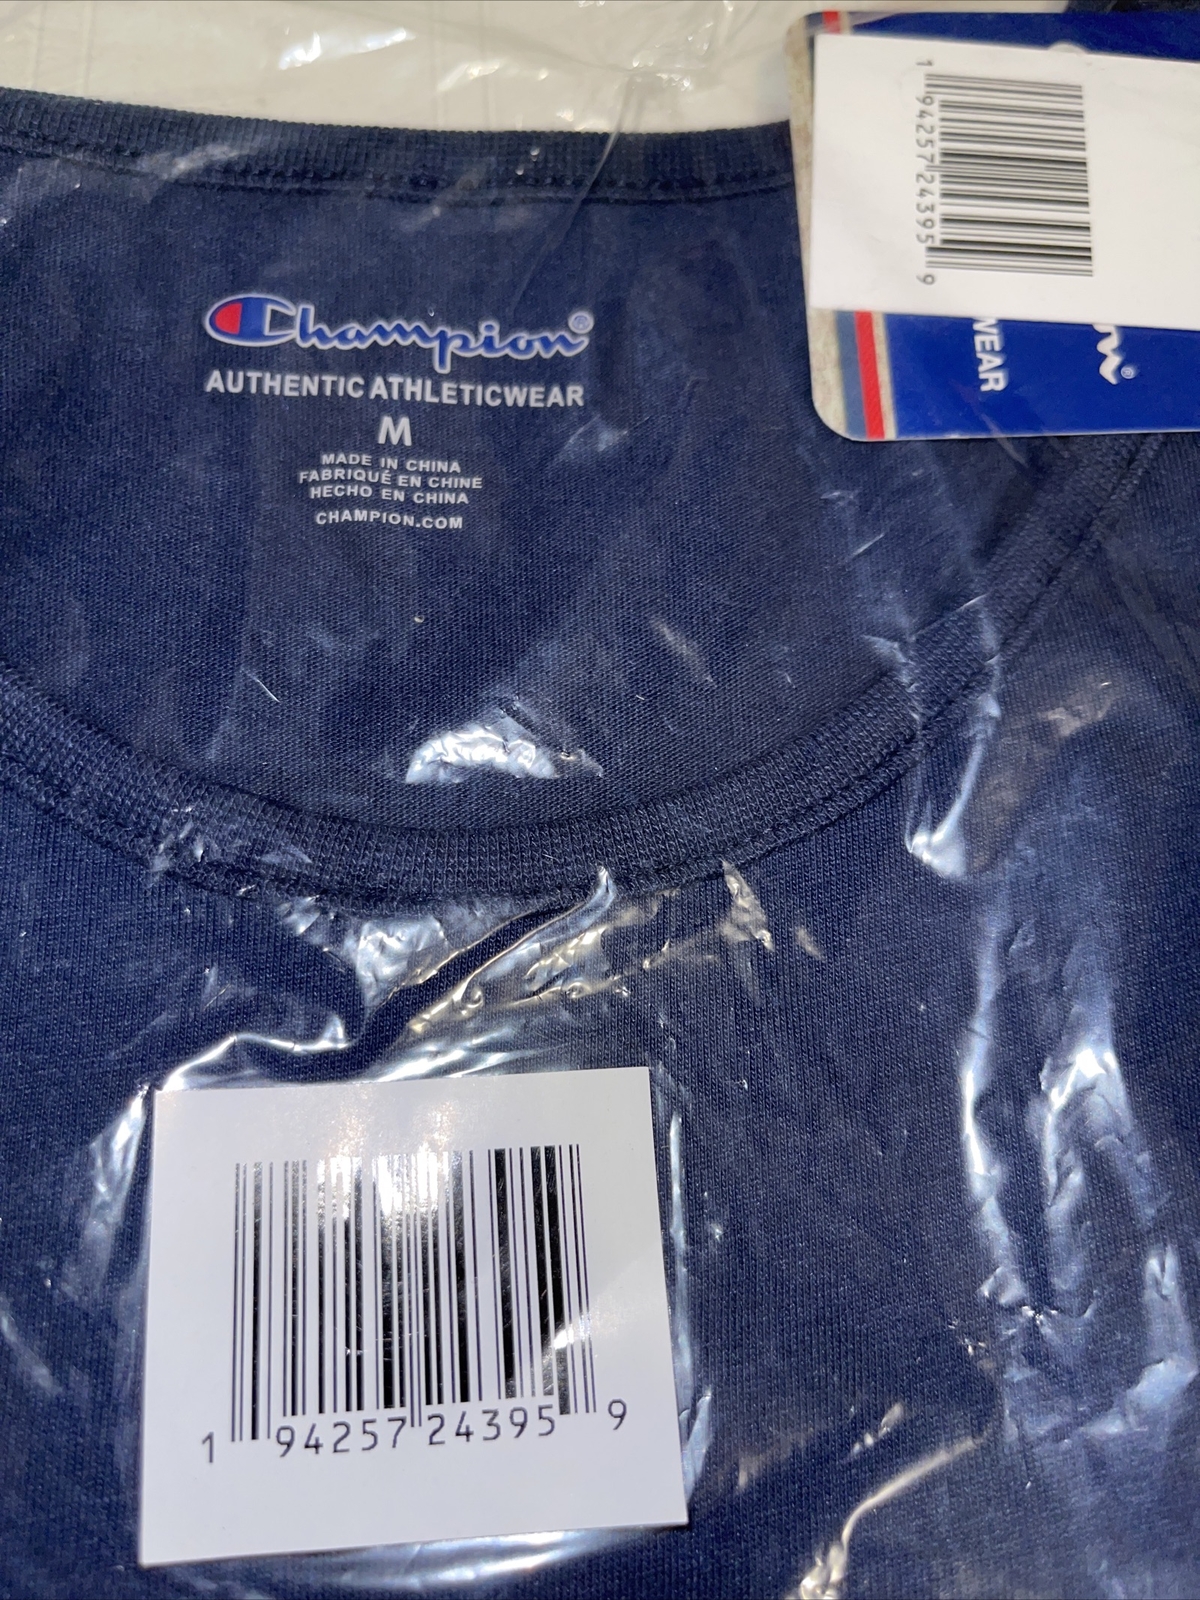 Champion®
AUTHENTIC ATHLETICWEAR
M
MADE IN CHINA
FABRIQUÉ EN CHINE
HECHO EN CHINA
CHAMPION.COM
1 94257 24395 9
WEAR
®
1 94257 24395 9